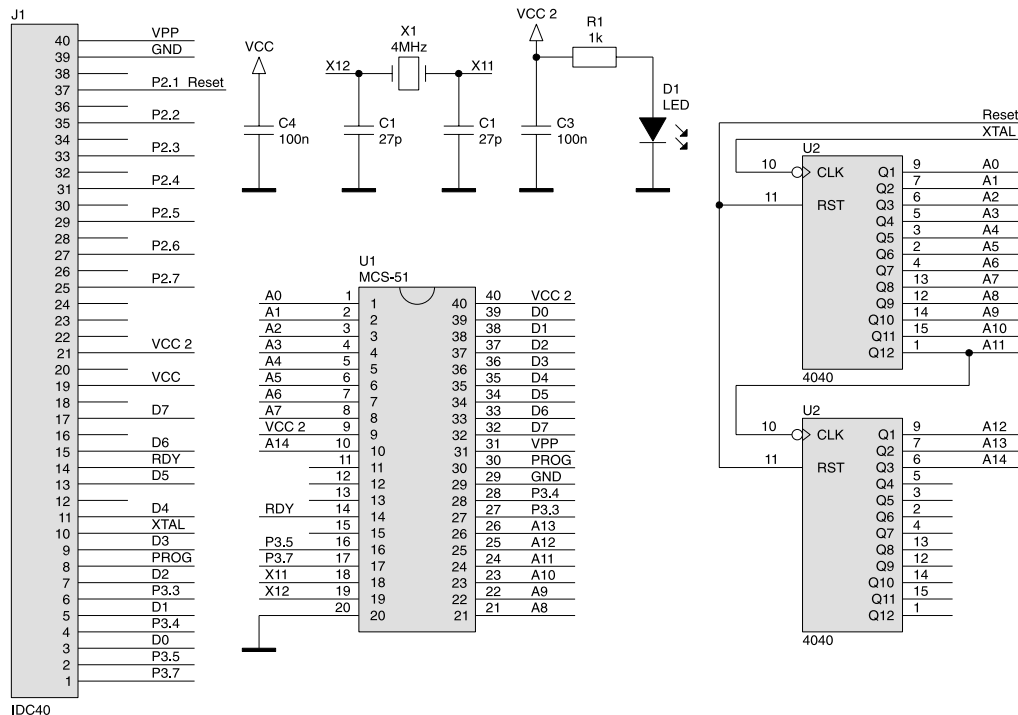 J1
40 VPP
39 GND
38
37 P2.1 Reset
36
35 P2.2
34
33 P2.3
32
31 P2.4
30
29 P2.5
28
27 P2.6
26
25 P2.7
24
23
22
21 VCC 2
20
19 VCC
18
17 D7
16
15 D6
14 RDY
13 D5
12
11 D4
10 XTAL
9 D3
8 PROG
7 D2
6 P3.3
5 D1
4 P3.4
3 D0
2 P3.5
1 P3.7
IDC40
VCC
C4
100n
X1
4MHz
X12
X11
C1
27p
C1
27p
VCC 2
R1
1k
C3
100n
D1
LED
U1
MCS-51
A0 1 1 40 40 VCC 2
A1 2 2 39 39 D0
A2 3 3 38 38 D1
A3 4 4 37 37 D2
A4 5 5 36 36 D3
A5 6 6 35 35 D4
A6 7 7 34 34 D5
A7 8 8 33 33 D6
VCC 2 9 9 32 32 D7
A14 10 10 31 31 VPP
11 11 30 30 PROG
12 12 29 29 GND
13 13 28 28 P3.4
RDY 14 14 27 27 P3.3
15 15 26 26 A13
P3.5 16 16 25 25 A12
P3.7 17 17 24 24 A11
X11 18 18 23 23 A10
X12 19 19 22 22 A9
20 20 21 21 A8
Reset
XTAL
U2
10 CLK Q1 9 A0
Q2 7 A1
11 RST Q3 6 A2
Q4 5 A3
Q5 3 A4
Q6 2 A5
Q7 4 A6
Q8 13 A7
Q9 12 A8
Q10 14 A9
Q11 15 A10
Q12 1 A11
4040
U2
10 CLK Q1 9 A12
Q2 7 A13
11 RST Q3 6 A14
Q4 5
Q5 3
Q6 2
Q7 4
Q8 13
Q9 12
Q10 14
Q11 15
Q12 1
4040